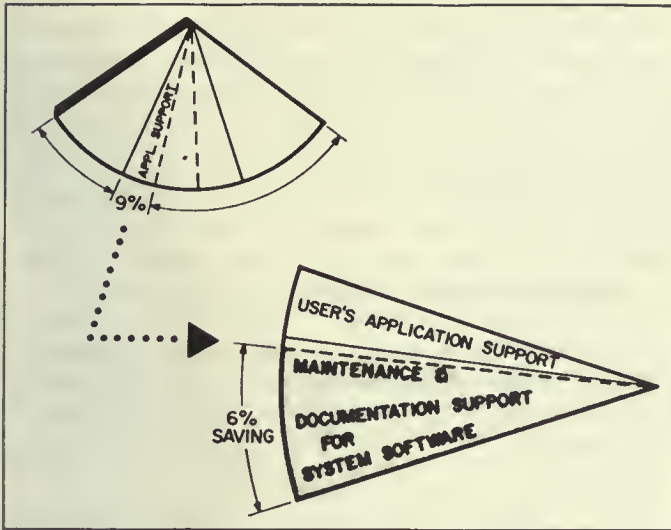 APPL SUPPORT
9%
USER'S APPLICATION SUPPORT
MAINTENANCE &
DOCUMENTATION SUPPORT
FOR
SYSTEM SOFTWARE
6%
SAVING